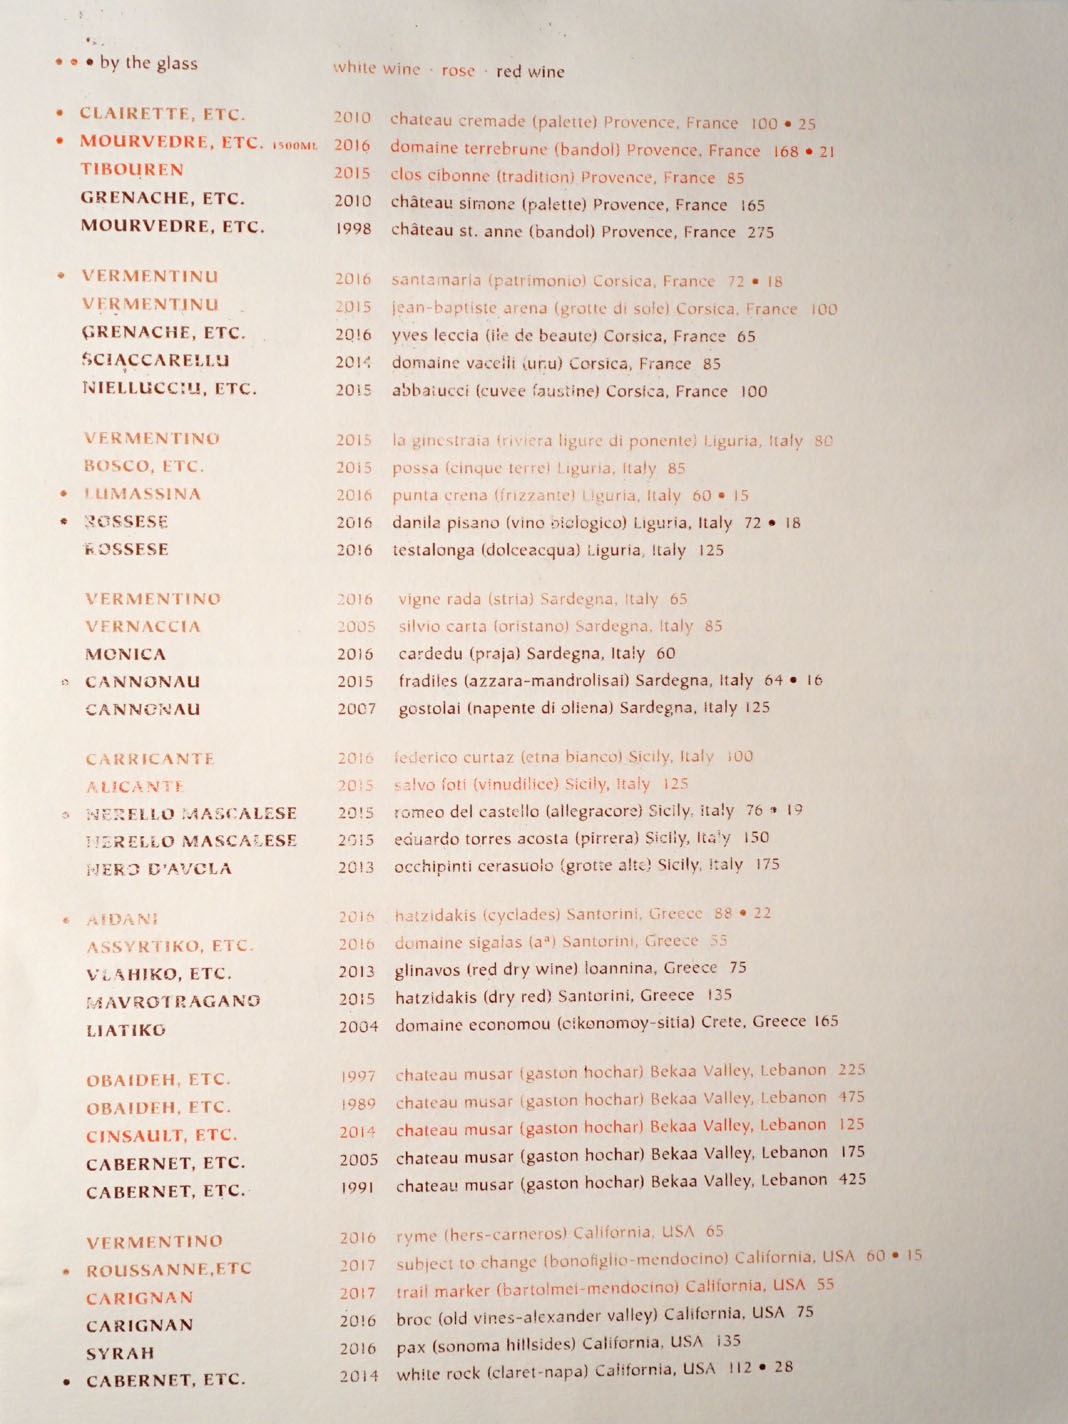 • • • by the glass white wine · rose · red wine
• CLAIRETTE, ETC. 2010 chateau cremade (palette) Provence, France 100 • 25
• MOURVEDRE, ETC. 1500ML 2016 domaine terrebrune (bandol) Provence, France 168 • 21
TIBOUREN 2015 clos cibonne (tradition) Provence, France 85
GRENACHE, ETC. 2010 château simone (palette) Provence, France 165
MOURVEDRE, ETC. 1998 château st. anne (bandol) Provence, France 275
• VERMENTINU 2016 santamaria (patrimonio) Corsica, France 72 • 18
VERMENTINU 2015 jean-baptiste arena (grotte di sole) Corsica, France 100
GRENACHE, ETC. 2016 yves leccia (ile de beaute) Corsica, France 65
SCIACCARELLU 2014 domaine vaccelli (unu) Corsica, France 85
NIELLUCCIU, ETC. 2015 abbatucci (cuvee faustine) Corsica, France 100
VERMENTINO 2015 la ginestraia (riviera ligure di ponente) Liguria, Italy 80
BOSCO, ETC. 2015 possa (cinque terre) Liguria, Italy 85
• LUMASSINA 2016 punta crena (frizzante) Liguria, Italy 60 • 15
• ROSSESE 2016 danila pisano (vino biologico) Liguria, Italy 72 • 18
ROSSESE 2016 testalonga (dolceacqua) Liguria, Italy 125
VERMENTINO 2016 vigne rada (stria) Sardegna, Italy 65
VERNACCIA 2005 silvio carta (oristano) Sardegna, Italy 85
MONICA 2016 cardedu (praja) Sardegna, Italy 60
• CANNONAU 2015 fradiles (azzara-mandrolisai) Sardegna, Italy 64 • 16
CANNONAU 2007 gostolai (napente di oliena) Sardegna, Italy 125
CARRICANTE 2016 federico curtaz (etna bianco) Sicily, Italy 100
ALICANTE 2015 salvo foti (vinudilice) Sicily, Italy 125
• NERELLO MASCALESE 2015 romeo del castello (allegracore) Sicily, Italy 76 • 19
NERELLO MASCALESE 2015 eduardo torres acosta (pirrera) Sicily, Italy 150
NERO D'AVOLA 2013 occhipinti cerasuolo (grotte alte) Sicily, Italy 175
• AIDANI 2016 hatzidakis (cyclades) Santorini, Greece 88 • 22
ASSYRTIKO, ETC. 2016 domaine sigalas (aª) Santorini, Greece 55
VLAHIKO, ETC. 2013 glinavos (red dry wine) Ioannina, Greece 75
MAVROTRAGANO 2015 hatzidakis (dry red) Santorini, Greece 135
LIATIKO 2004 domaine economou (oikonomoy-sitia) Crete, Greece 165
OBAIDEH, ETC. 1997 chateau musar (gaston hochar) Bekaa Valley, Lebanon 225
OBAIDEH, ETC. 1989 chateau musar (gaston hochar) Bekaa Valley, Lebanon 475
CINSAULT, ETC. 2014 chateau musar (gaston hochar) Bekaa Valley, Lebanon 125
CABERNET, ETC. 2005 chateau musar (gaston hochar) Bekaa Valley, Lebanon 175
CABERNET, ETC. 1991 chateau musar (gaston hochar) Bekaa Valley, Lebanon 425
VERMENTINO 2016 ryme (hers-carneros) California, USA 65
• ROUSSANNE,ETC 2017 subject to change (bonofiglio-mendocino) California, USA 60 • 15
CARIGNAN 2017 trail marker (bartolmei-mendocino) California, USA 55
CARIGNAN 2016 broc (old vines-alexander valley) California, USA 75
SYRAH 2016 pax (sonoma hillsides) California, USA 135
• CABERNET, ETC. 2014 white rock (claret-napa) California, USA 112 • 28